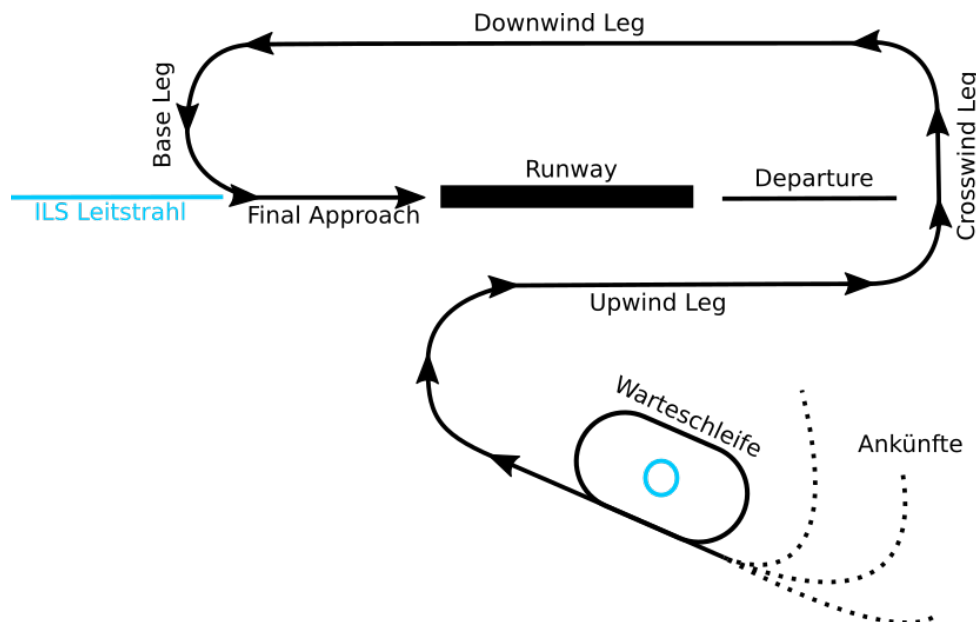 Downwind Leg
Base Leg
Crosswind Leg
Runway
Departure
ILS Leitstrahl
Final Approach
Upwind Leg
Warteschleife
Ankünfte